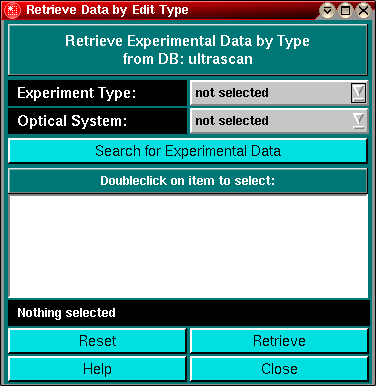 Retrieve Data by Edit Type
Retrieve Experimental Data by Type
from DB: ultrascan
Experiment Type: not selected
Optical System: not selected
Search for Experimental Data
Doubleclick on item to select:
Nothing selected
Reset Retrieve
Help Close